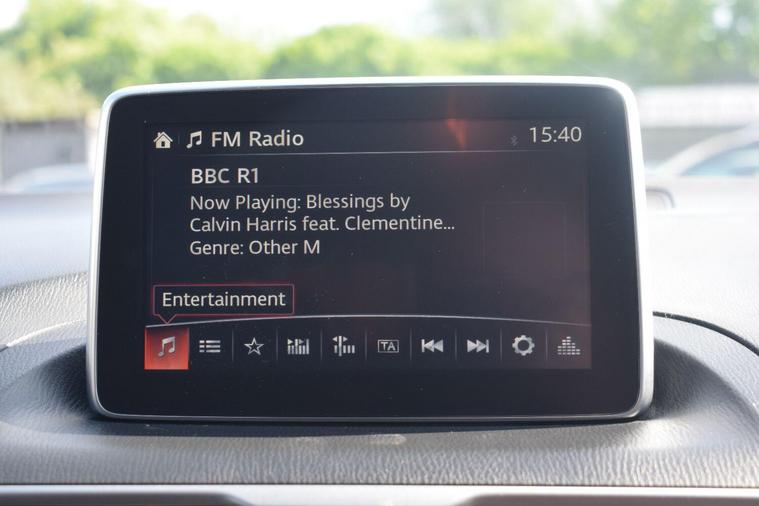 FM Radio 15:40
BBC R1
Now Playing: Blessings by
Calvin Harris feat. Clementine...
Genre: Other M
Entertainment
TA